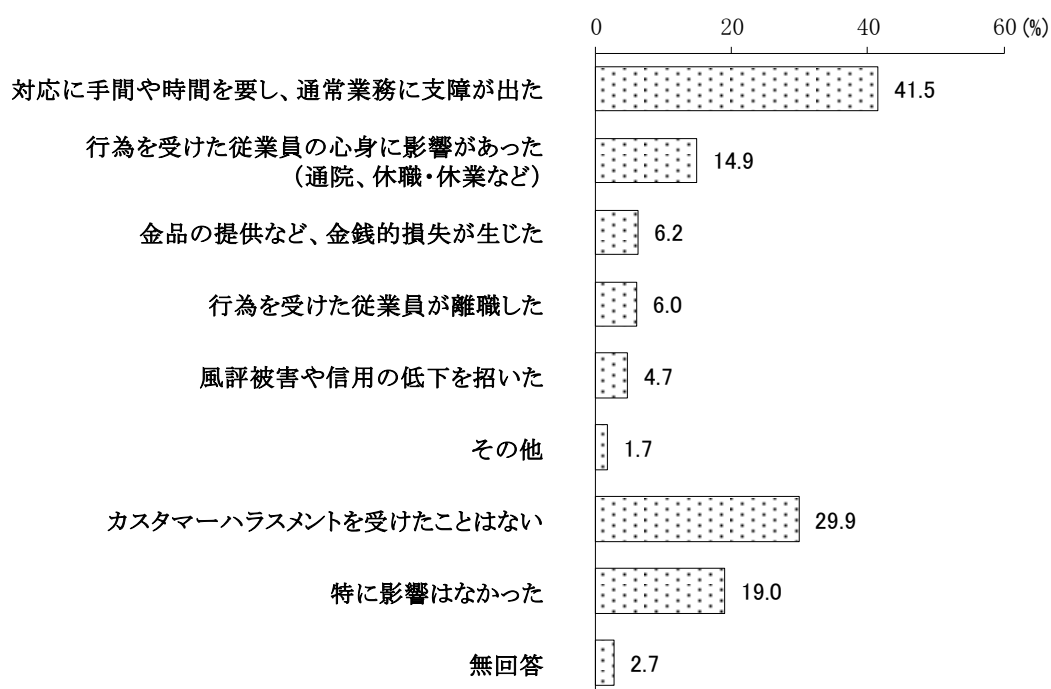 0 20 40 60 (%)
対応に手間や時間を要し、通常業務に支障が出た 41.5
行為を受けた従業員の心身に影響があった
(通院、休職・休業など) 14.9
金品の提供など、金銭的損失が生じた 6.2
行為を受けた従業員が離職した 6.0
風評被害や信用の低下を招いた 4.7
その他 1.7
カスタマーハラスメントを受けたことはない 29.9
特に影響はなかった 19.0
無回答 2.7